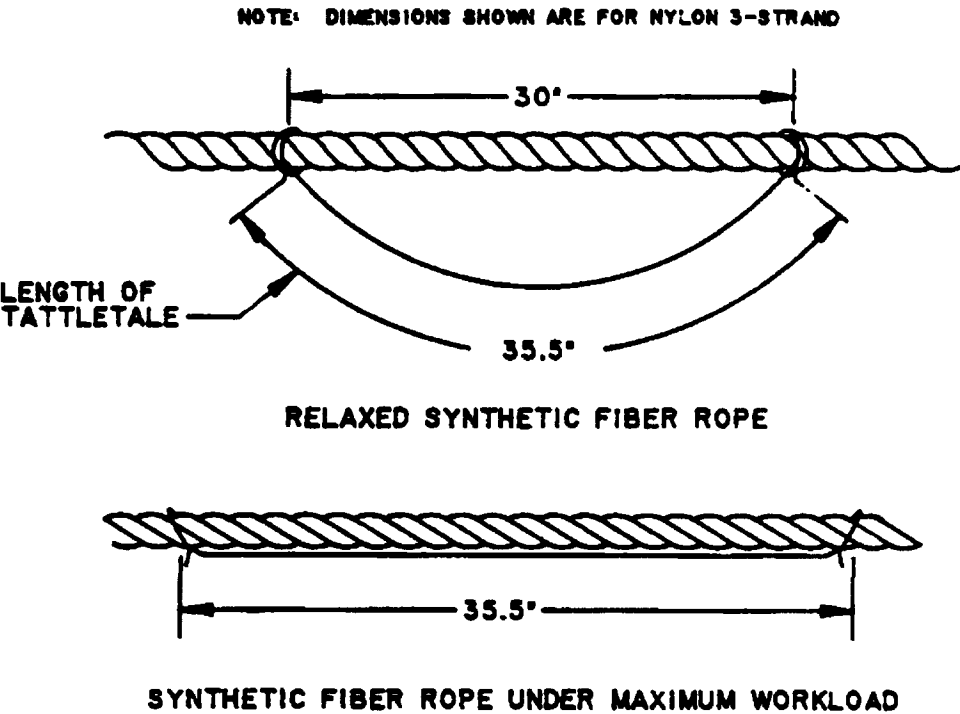 NOTE: DIMENSIONS SHOWN ARE FOR NYLON 3-STRAND
30"
LENGTH OF
TATTLETALE
35.5"
RELAXED SYNTHETIC FIBER ROPE
35.5"
SYNTHETIC FIBER ROPE UNDER MAXIMUM WORKLOAD